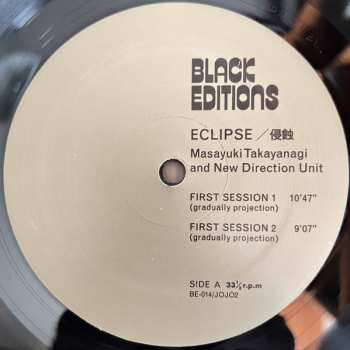 BLACK
EDITIONS
ECLIPSE／侵蝕
Masayuki Takayanagi
and New Direction Unit
FIRST SESSION 1 10'47"
(gradually projection)
FIRST SESSION 2 9'07"
(gradually projection)
SIDE A 33⅓ r.p.m
BE-014/JOJO2